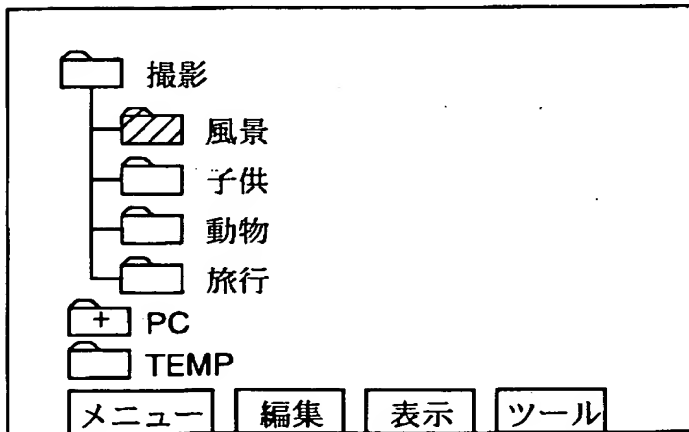 撮影
風景
子供
動物
旅行
+ PC
TEMP
メニュー 編集 表示 ツール